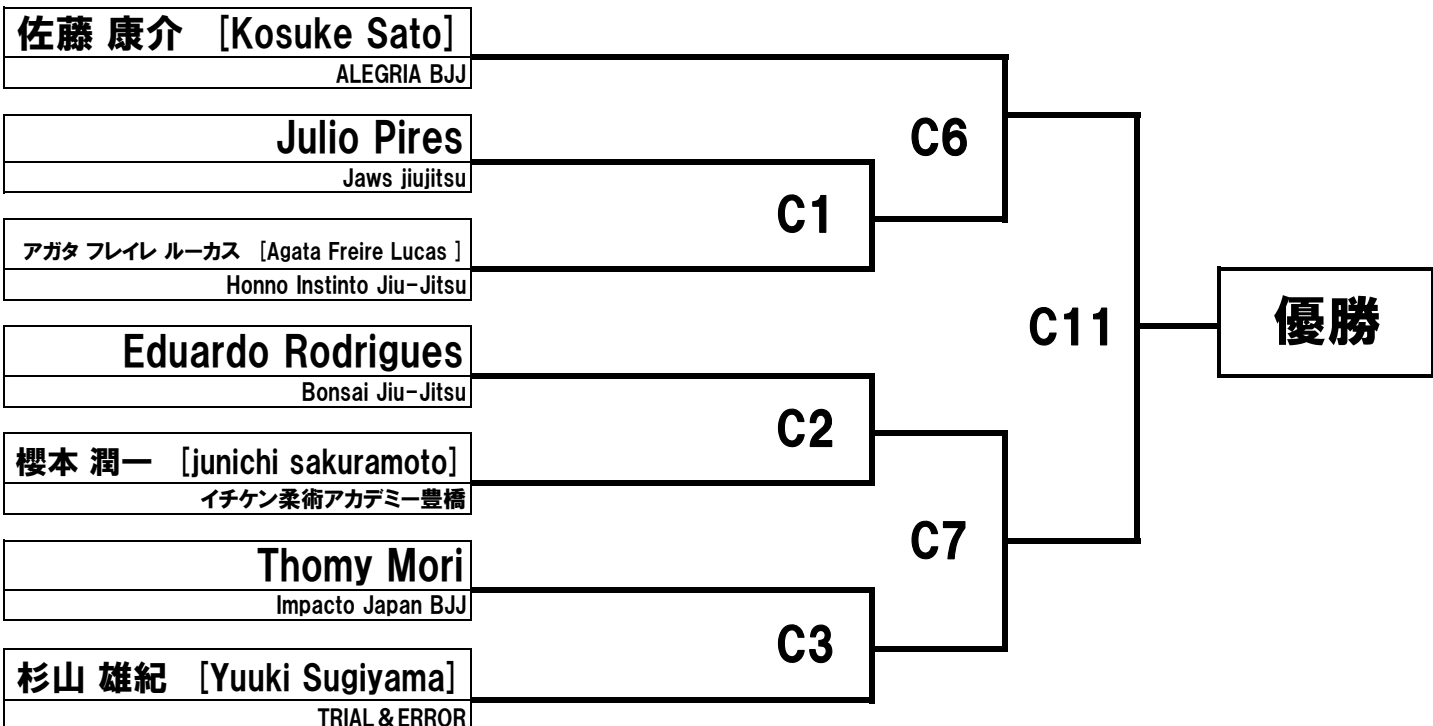 佐藤 康介 [Kosuke Sato]
ALEGRIA BJJ
Julio Pires
Jaws jiujitsu
アガタ フレイレ ルーカス [Agata Freire Lucas ]
Honno Instinto Jiu-Jitsu
Eduardo Rodrigues
Bonsai Jiu-Jitsu
櫻本 潤一 [junichi sakuramoto]
イチケン柔術アカデミー豊橋
Thomy Mori
Impacto Japan BJJ
杉山 雄紀 [Yuuki Sugiyama]
TRIAL＆ERROR
C1
C2
C3
C6
C7
C11
優勝